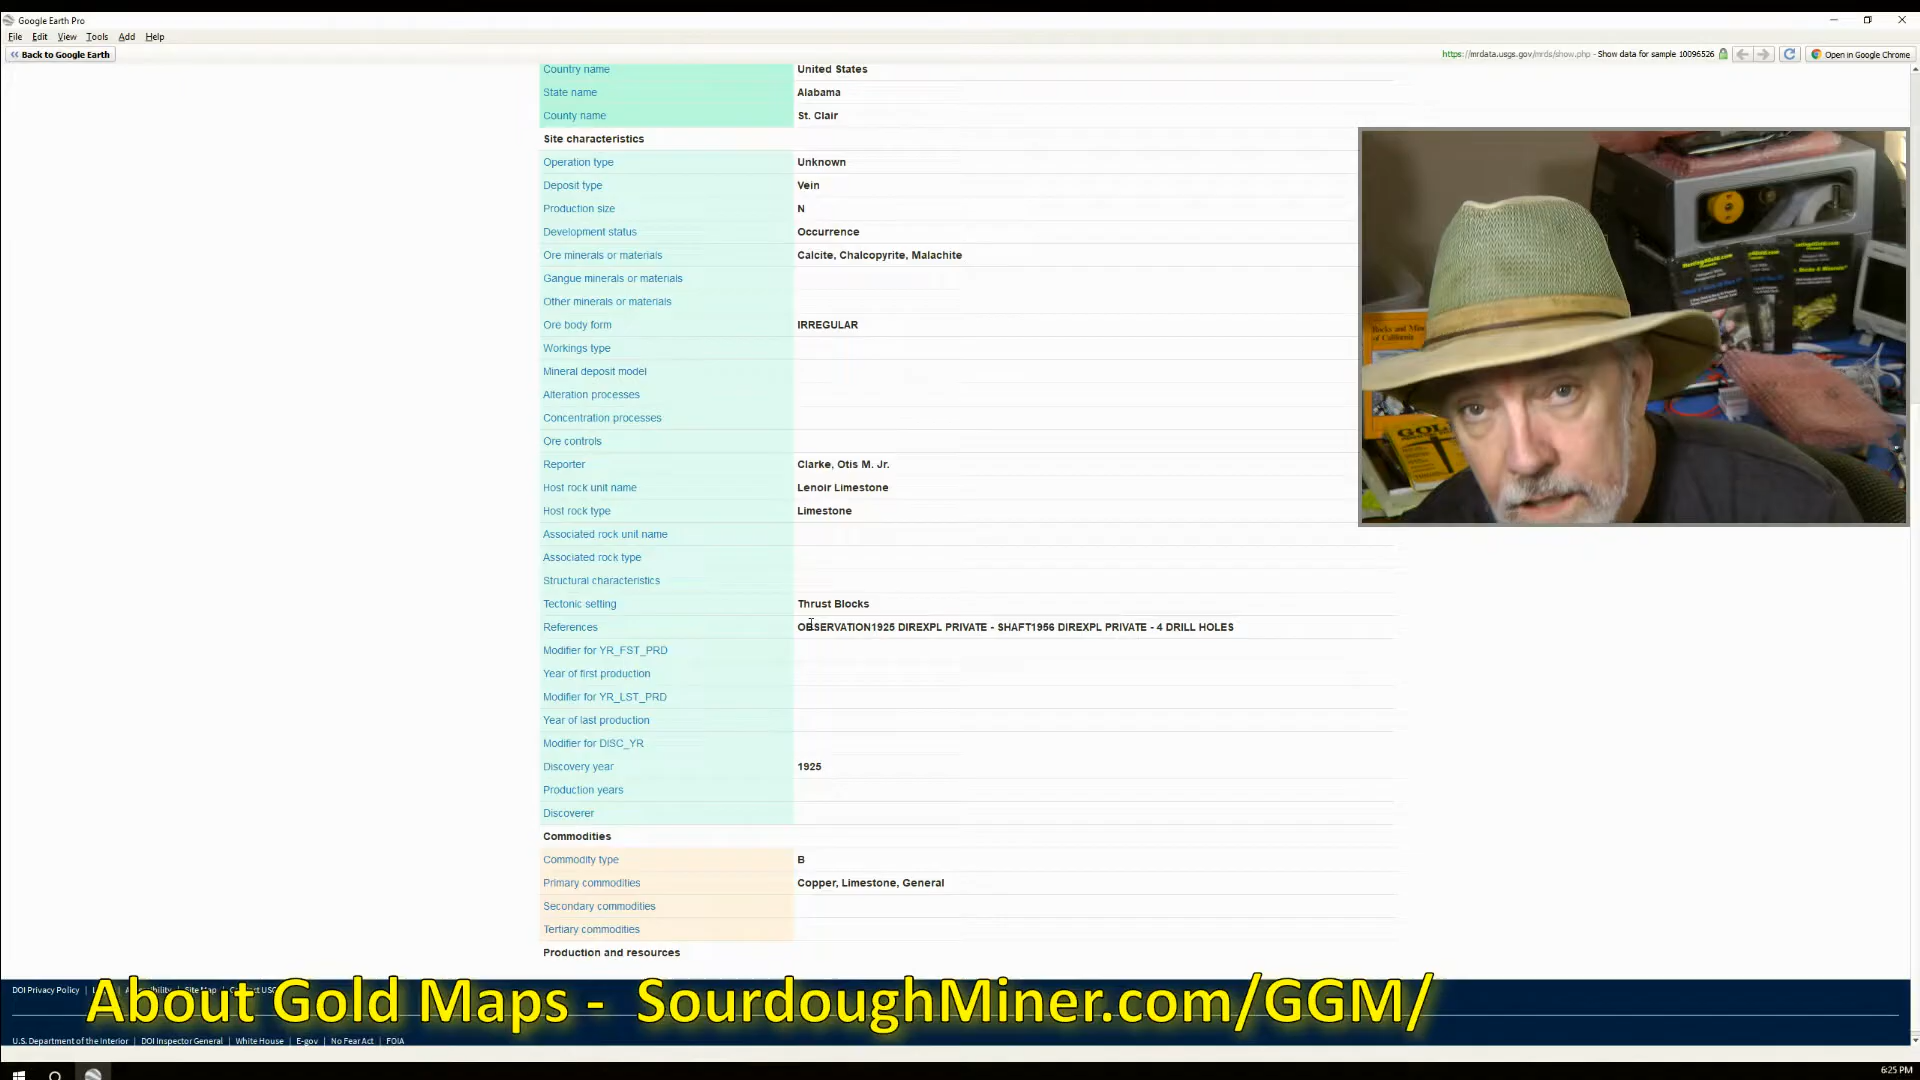 Google Earth Pro
File Edit View Tools Add Help
Back to Google Earth
https://mrdata.usgs.gov/mrds/show.php - Show data for sample 10096526
Open in Google Chrome
Country name United States
State name Alabama
County name St. Clair
Site characteristics
Operation type Unknown
Deposit type Vein
Production size N
Development status Occurrence
Ore minerals or materials Calcite, Chalcopyrite, Malachite
Gangue minerals or materials
Other minerals or materials
Ore body form IRREGULAR
Workings type
Mineral deposit model
Alteration processes
Concentration processes
Ore controls
Reporter Clarke, Otis M. Jr.
Host rock unit name Lenoir Limestone
Host rock type Limestone
Associated rock unit name
Associated rock type
Structural characteristics
Tectonic setting Thrust Blocks
References OBSERVATION1925 DIREXPL PRIVATE - SHAFT1956 DIREXPL PRIVATE - 4 DRILL HOLES
Modifier for YR_FST_PRD
Year of first production
Modifier for YR_LST_PRD
Year of last production
Modifier for DISC_YR
Discovery year 1925
Production years
Discoverer
Commodities
Commodity type B
Primary commodities Copper, Limestone, General
Secondary commodities
Tertiary commodities
Production and resources
DOI Privacy Policy
About Gold Maps - SourdoughMiner.com/GGM/
U.S. Department of the Interior DOI Inspector General White House E-gov No Fear Act FOIA
6:25 PM
GOLD